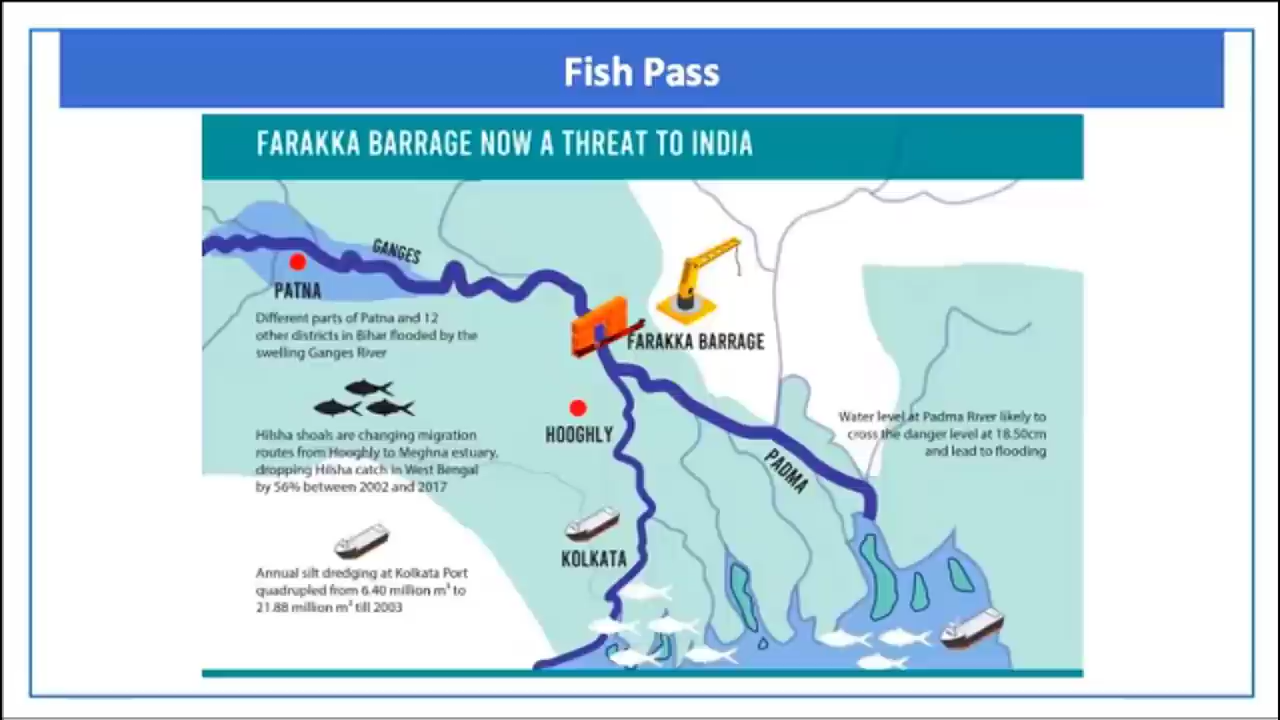 Fish Pass
FARAKKA BARRAGE NOW A THREAT TO INDIA
GANGES
PATNA
Different parts of Patna and 12
other districts in Bihar flooded by the
swelling Ganges River
FARAKKA BARRAGE
HOOGHLY
Hilsha shoals are changing migration
routes from Hooghly to Meghna estuary,
dropping Hilsha catch in West Bengal
by 56% between 2002 and 2017
Water level at Padma River likely to
cross the danger level at 18.50cm
and lead to flooding
PADMA
KOLKATA
Annual silt dredging at Kolkata Port
quadrupled from 6.40 million m³ to
21.88 million m³ till 2003